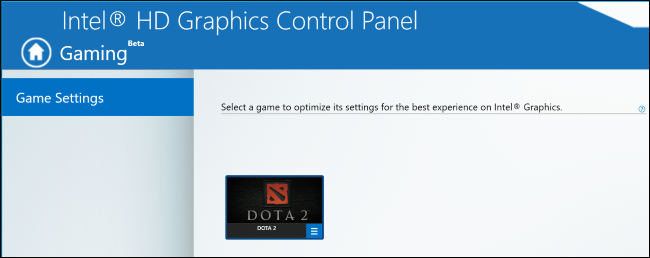 Intel® HD Graphics Control Panel
Gaming Beta
Game Settings
Select a game to optimize its settings for the best experience on Intel® Graphics.
?
DOTA 2
DOTA 2